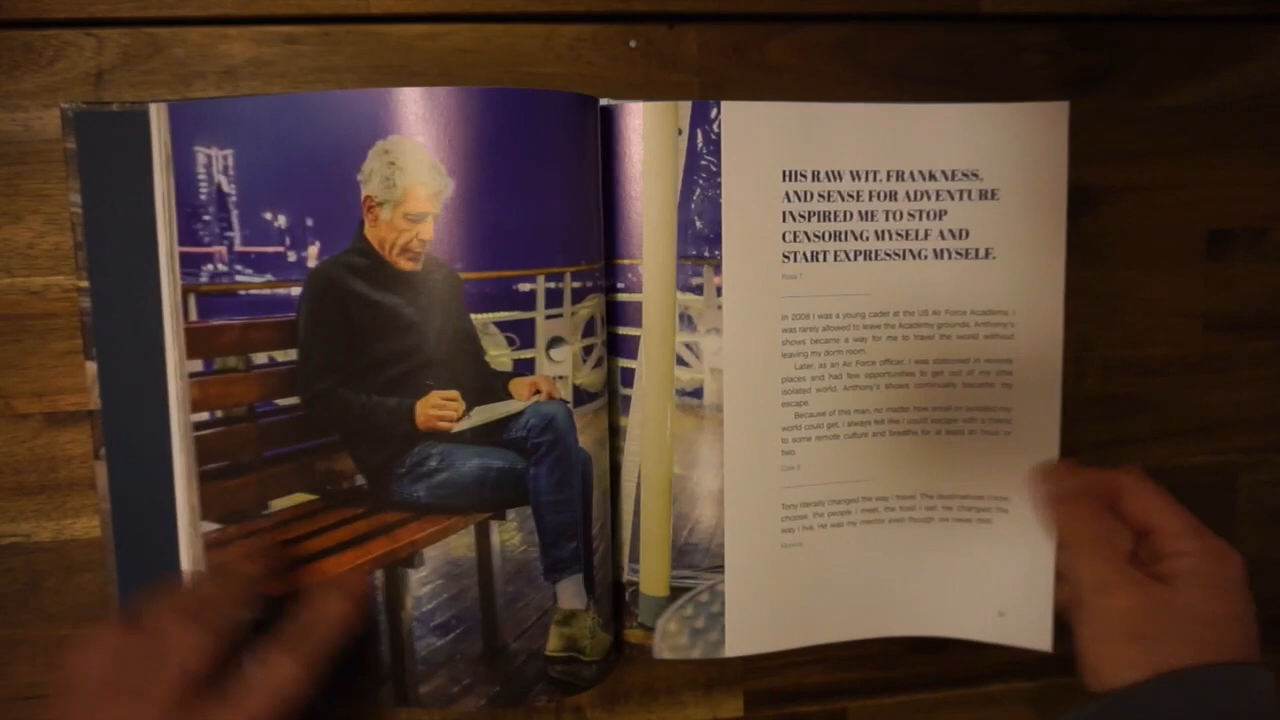 HIS RAW WIT, FRANKNESS,
AND SENSE FOR ADVENTURE
INSPIRED ME TO STOP
CENSORING MYSELF AND
START EXPRESSING MYSELF.
Rosa T
In 2008 I was a young cadet at the US Air Force Academy. I
was rarely allowed to leave the Academy grounds. Anthony's
shows became a way for me to travel the world without
leaving my dorm room.
Later, as an Air Force officer, I was stationed in remote
places and had few opportunities to get out of my little
isolated world. Anthony's shows continually became my
escape.
Because of this man, no matter how small or isolated my
world could get, I always felt like I could escape with a friend
to some remote culture and breathe for at least an hour or
two.
Tony literally changed the way I travel. The destinations I now
choose, the people I meet, the food I eat. He changed the
way I live. He was my mentor even though we never met.